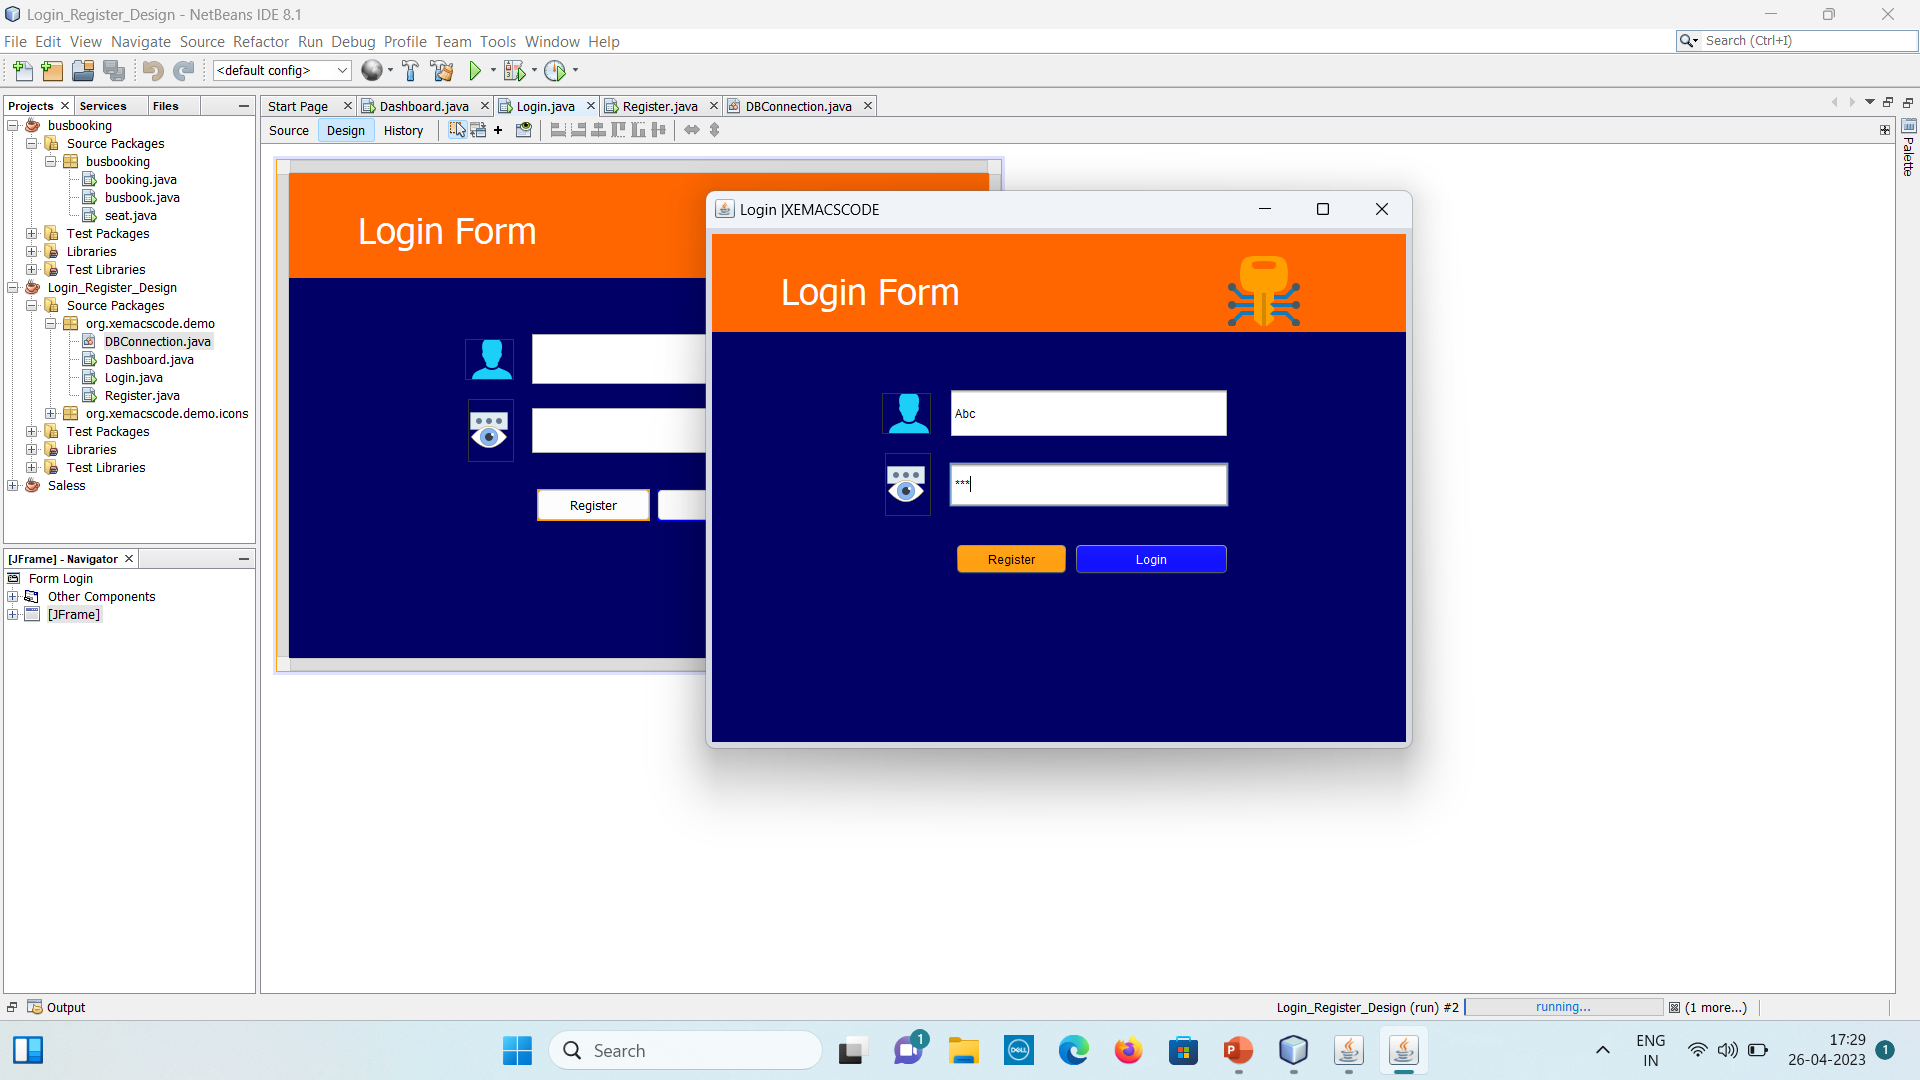 Login_Register_Design - NetBeans IDE 8.1
File Edit View Navigate Source Refactor Run Debug Profile Team Tools Window Help
Search (Ctrl+I)
<default config>
Projects Services Files
Start Page Dashboard.java Login.java Register.java DBConnection.java
Source Design History
Palette
busbooking
Source Packages
busbooking
booking.java
busbook.java
seat.java
Test Packages
Libraries
Test Libraries
Login_Register_Design
Source Packages
org.xemacscode.demo
DBConnection.java
Dashboard.java
Login.java
Register.java
org.xemacscode.demo.icons
Test Packages
Libraries
Test Libraries
Saless
[JFrame] - Navigator
Form Login
Other Components
[JFrame]
Login Form
Register
Login |XEMACSCODE
Login Form
Abc
***
Register Login
Output
Login_Register_Design (run) #2 running... (1 more...)
Search
1
DELL
P
ENG
IN
17:29
26-04-2023
1